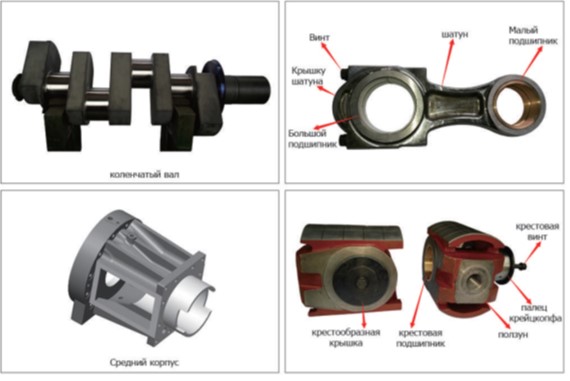 коленчатый вал
Винт
шатун
Малый
подшипник
Крышку
шатуна
Большой
подшипник
Средний корпус
крестовая
винт
палец
крейцкопфа
ползун
крестообразная
крышка
крестовая
подшипник